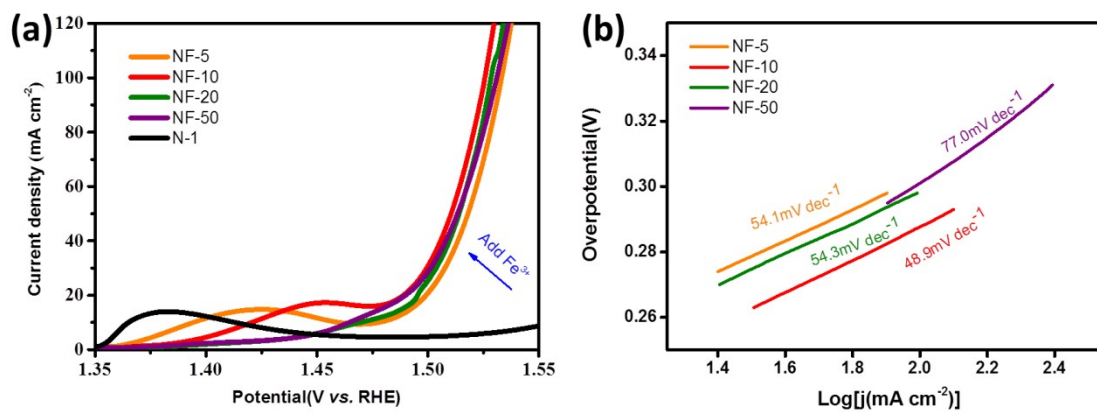 (a)
120
100
80
60
40
20
0
Current density (mA cm⁻²)
NF-5
NF-10
NF-20
NF-50
N-1
Add Fe³⁺
1.35
1.40
1.45
1.50
1.55
Potential(V vs. RHE)
(b)
0.34
0.32
0.30
0.28
0.26
Overpotential(V)
NF-5
NF-10
NF-20
NF-50
77.0mV dec⁻¹
54.1mV dec⁻¹
54.3mV dec⁻¹
48.9mV dec⁻¹
1.4
1.6
1.8
2.0
2.2
2.4
Log[j(mA cm⁻²)]